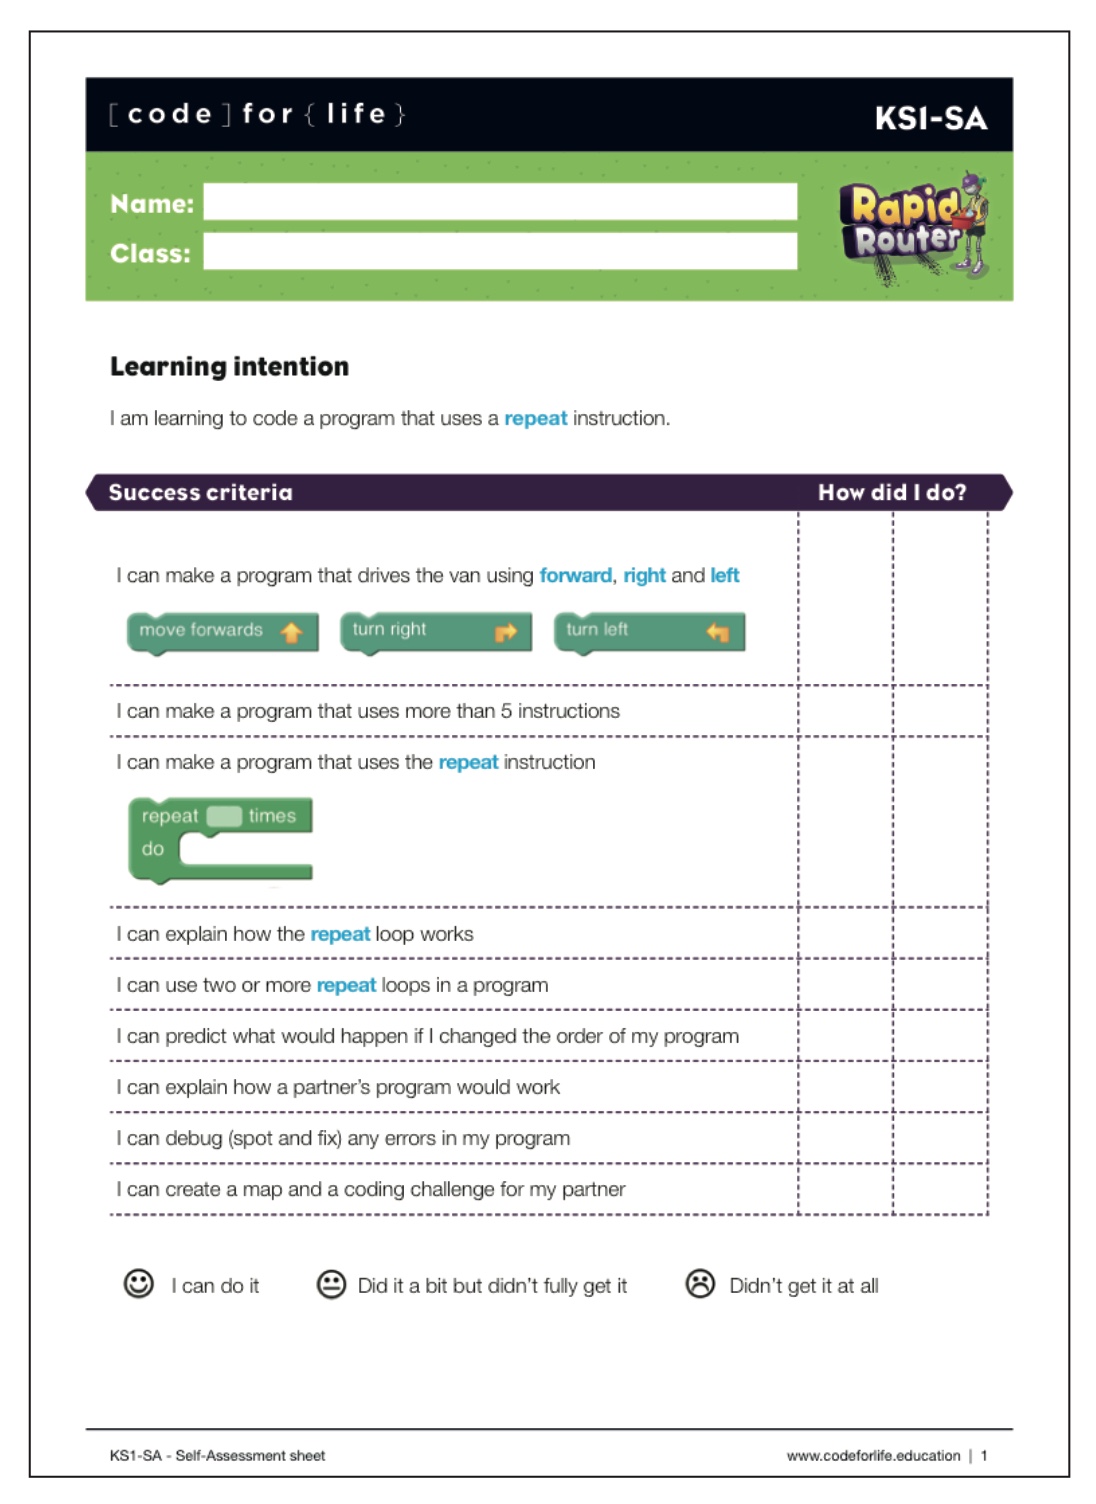 [ code ] for { life }
KS1-SA
Name:
Class:
Rapid
Router
Learning intention
I am learning to code a program that uses a repeat instruction.
Success criteria
How did I do?
I can make a program that drives the van using forward, right and left
move forwards
turn right
turn left
I can make a program that uses more than 5 instructions
I can make a program that uses the repeat instruction
repeat times
do
I can explain how the repeat loop works
I can use two or more repeat loops in a program
I can predict what would happen if I changed the order of my program
I can explain how a partner's program would work
I can debug (spot and fix) any errors in my program
I can create a map and a coding challenge for my partner
I can do it
Did it a bit but didn't fully get it
Didn't get it at all
KS1-SA - Self-Assessment sheet
www.codeforlife.education | 1